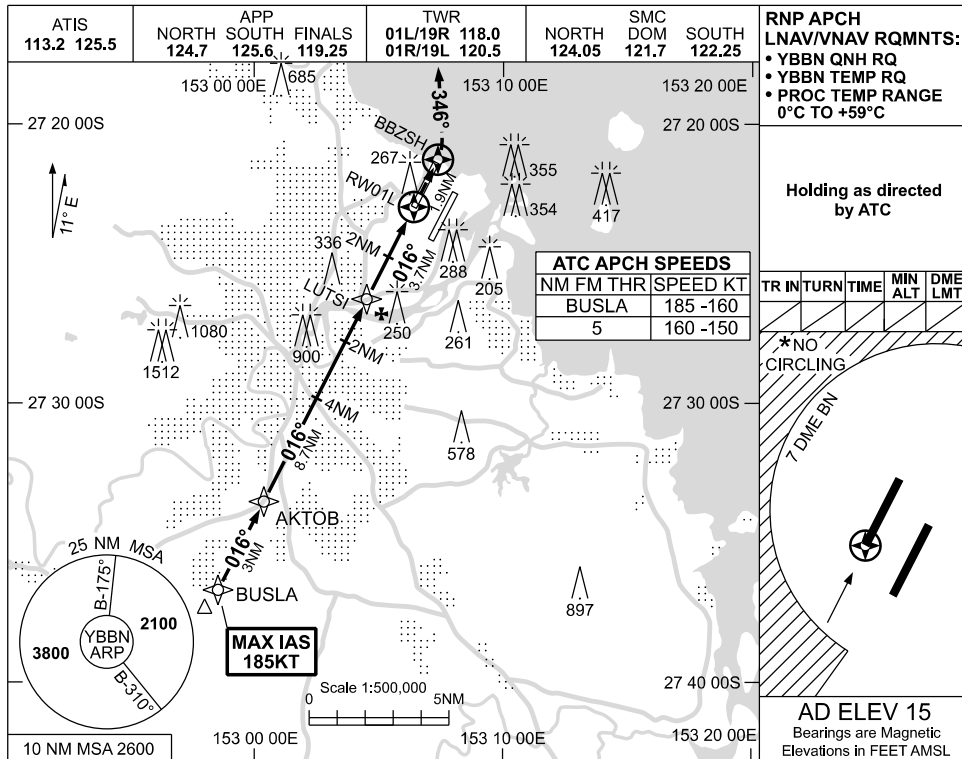 ATIS
113.2 125.5
APP
NORTH SOUTH FINALS
124.7 125.6 119.25
TWR
01L/19R 118.0
01R/19L 120.5
SMC
NORTH DOM SOUTH
124.05 121.7 122.25
RNP APCH
LNAV/VNAV RQMNTS:
• YBBN QNH RQ
• YBBN TEMP RQ
• PROC TEMP RANGE
0°C TO +59°C
Holding as directed
by ATC
TR IN TURN TIME MIN ALT DME LMT
*NO
CIRCLING
7 DME BN
AD ELEV 15
Bearings are Magnetic
Elevations in FEET AMSL
153 00 00E
153 10 00E
153 20 00E
685
27 20 00S
27 20 00S
346°
BBZSH
267
RW01L
1.9NM
355
354
417
11° E
336
2NM
016°
3.7NM
288
205
LUTSI
250
261
1080
1512
900
2NM
ATC APCH SPEEDS
NM FM THR SPEED KT
BUSLA 185 -160
5 160 -150
27 30 00S
27 30 00S
4NM
578
016°
8.7NM
AKTOB
016°
3NM
BUSLA
897
MAX IAS
185KT
25 NM MSA
B-175°
2100
3800
YBBN
ARP
B-310°
10 NM MSA 2600
Scale 1:500,000
0 5NM
27 40 00S
27 40 00S
153 00 00E
153 10 00E
153 20 00E